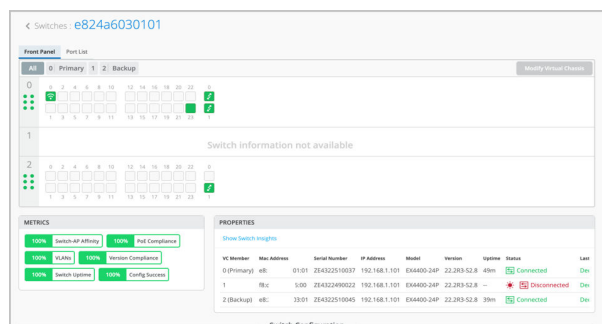 < Switches : e824a6030101
Front Panel Port List
All 0 Primary 1 2 Backup Modify Virtual Chassis
0 0 2 4 6 8 10 12 14 16 18 20 22 0
1 3 5 7 9 11 13 15 17 19 21 23 1
1 Switch information not available
2 0 2 4 6 8 10 12 14 16 18 20 22 0
1 3 5 7 9 11 13 15 17 19 21 23 1
METRICS
100% Switch-AP Affinity 100% PoE Compliance
100% VLANs 100% Version Compliance
100% Switch Uptime 100% Config Success
PROPERTIES
Show Switch Insights
VC Member Mac Address Serial Number IP Address Model Version Uptime Status Last
0 (Primary) e8: 01:01 ZE4322510037 192.168.1.101 EX4400-24P 22.2R3-S2.8 49m Connected Dec
1 f8:c 5:00 ZE4322490022 192.168.1.101 EX4400-24P 22.2R3-S2.8 -- Disconnected Dec
2 (Backup) e8:: 33:01 ZE4322510045 192.168.1.101 EX4400-24P 22.2R3-S2.8 39m Connected Dec